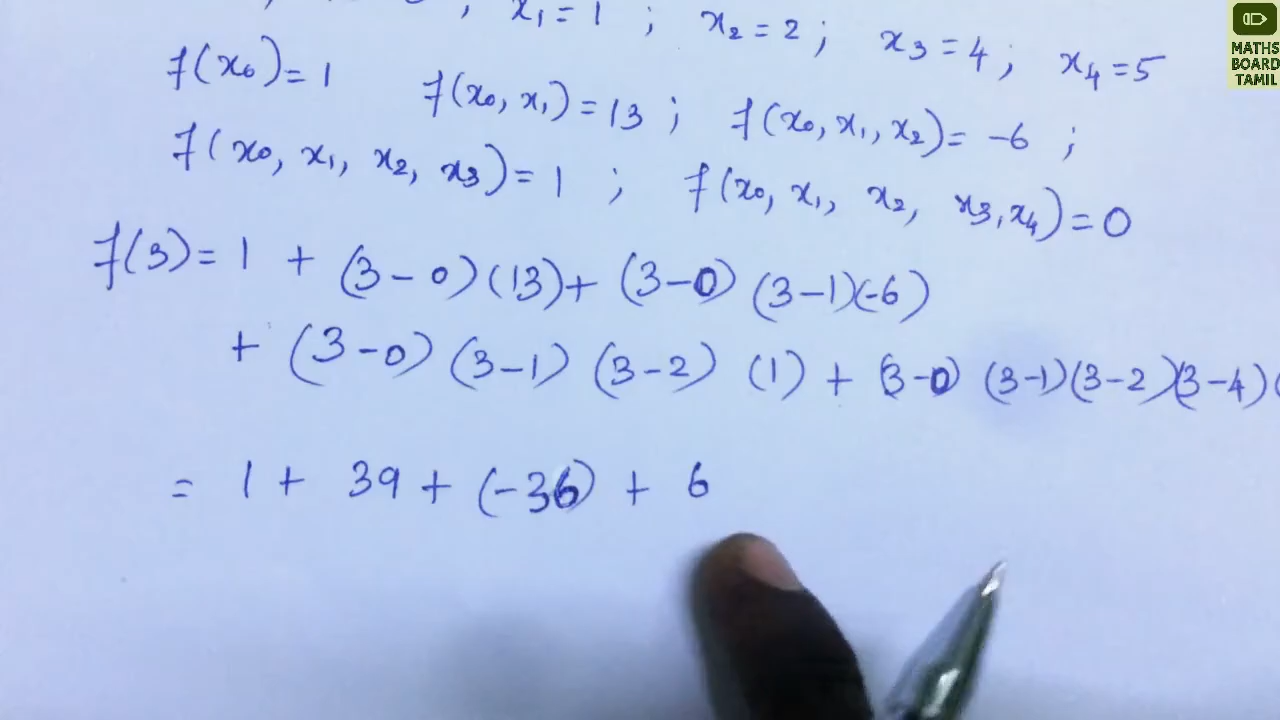 x₁ = 1 ; x₂ = 2 ; x₃ = 4 ; x₄ = 5
f(x₀) = 1 f(x₀, x₁) = 13 ; f(x₀, x₁, x₂) = -6 ;
f(x₀, x₁, x₂, x₃) = 1 ; f(x₀, x₁, x₂, x₃, x₄) = 0
f(3) = 1 + (3-0)(13) + (3-0)(3-1)(-6)
+ (3-0)(3-1)(3-2)(1) + (3-0)(3-1)(3-2)(3-4)(
= 1 + 39 + (-36) + 6
MATHS
BOARD
TAMIL